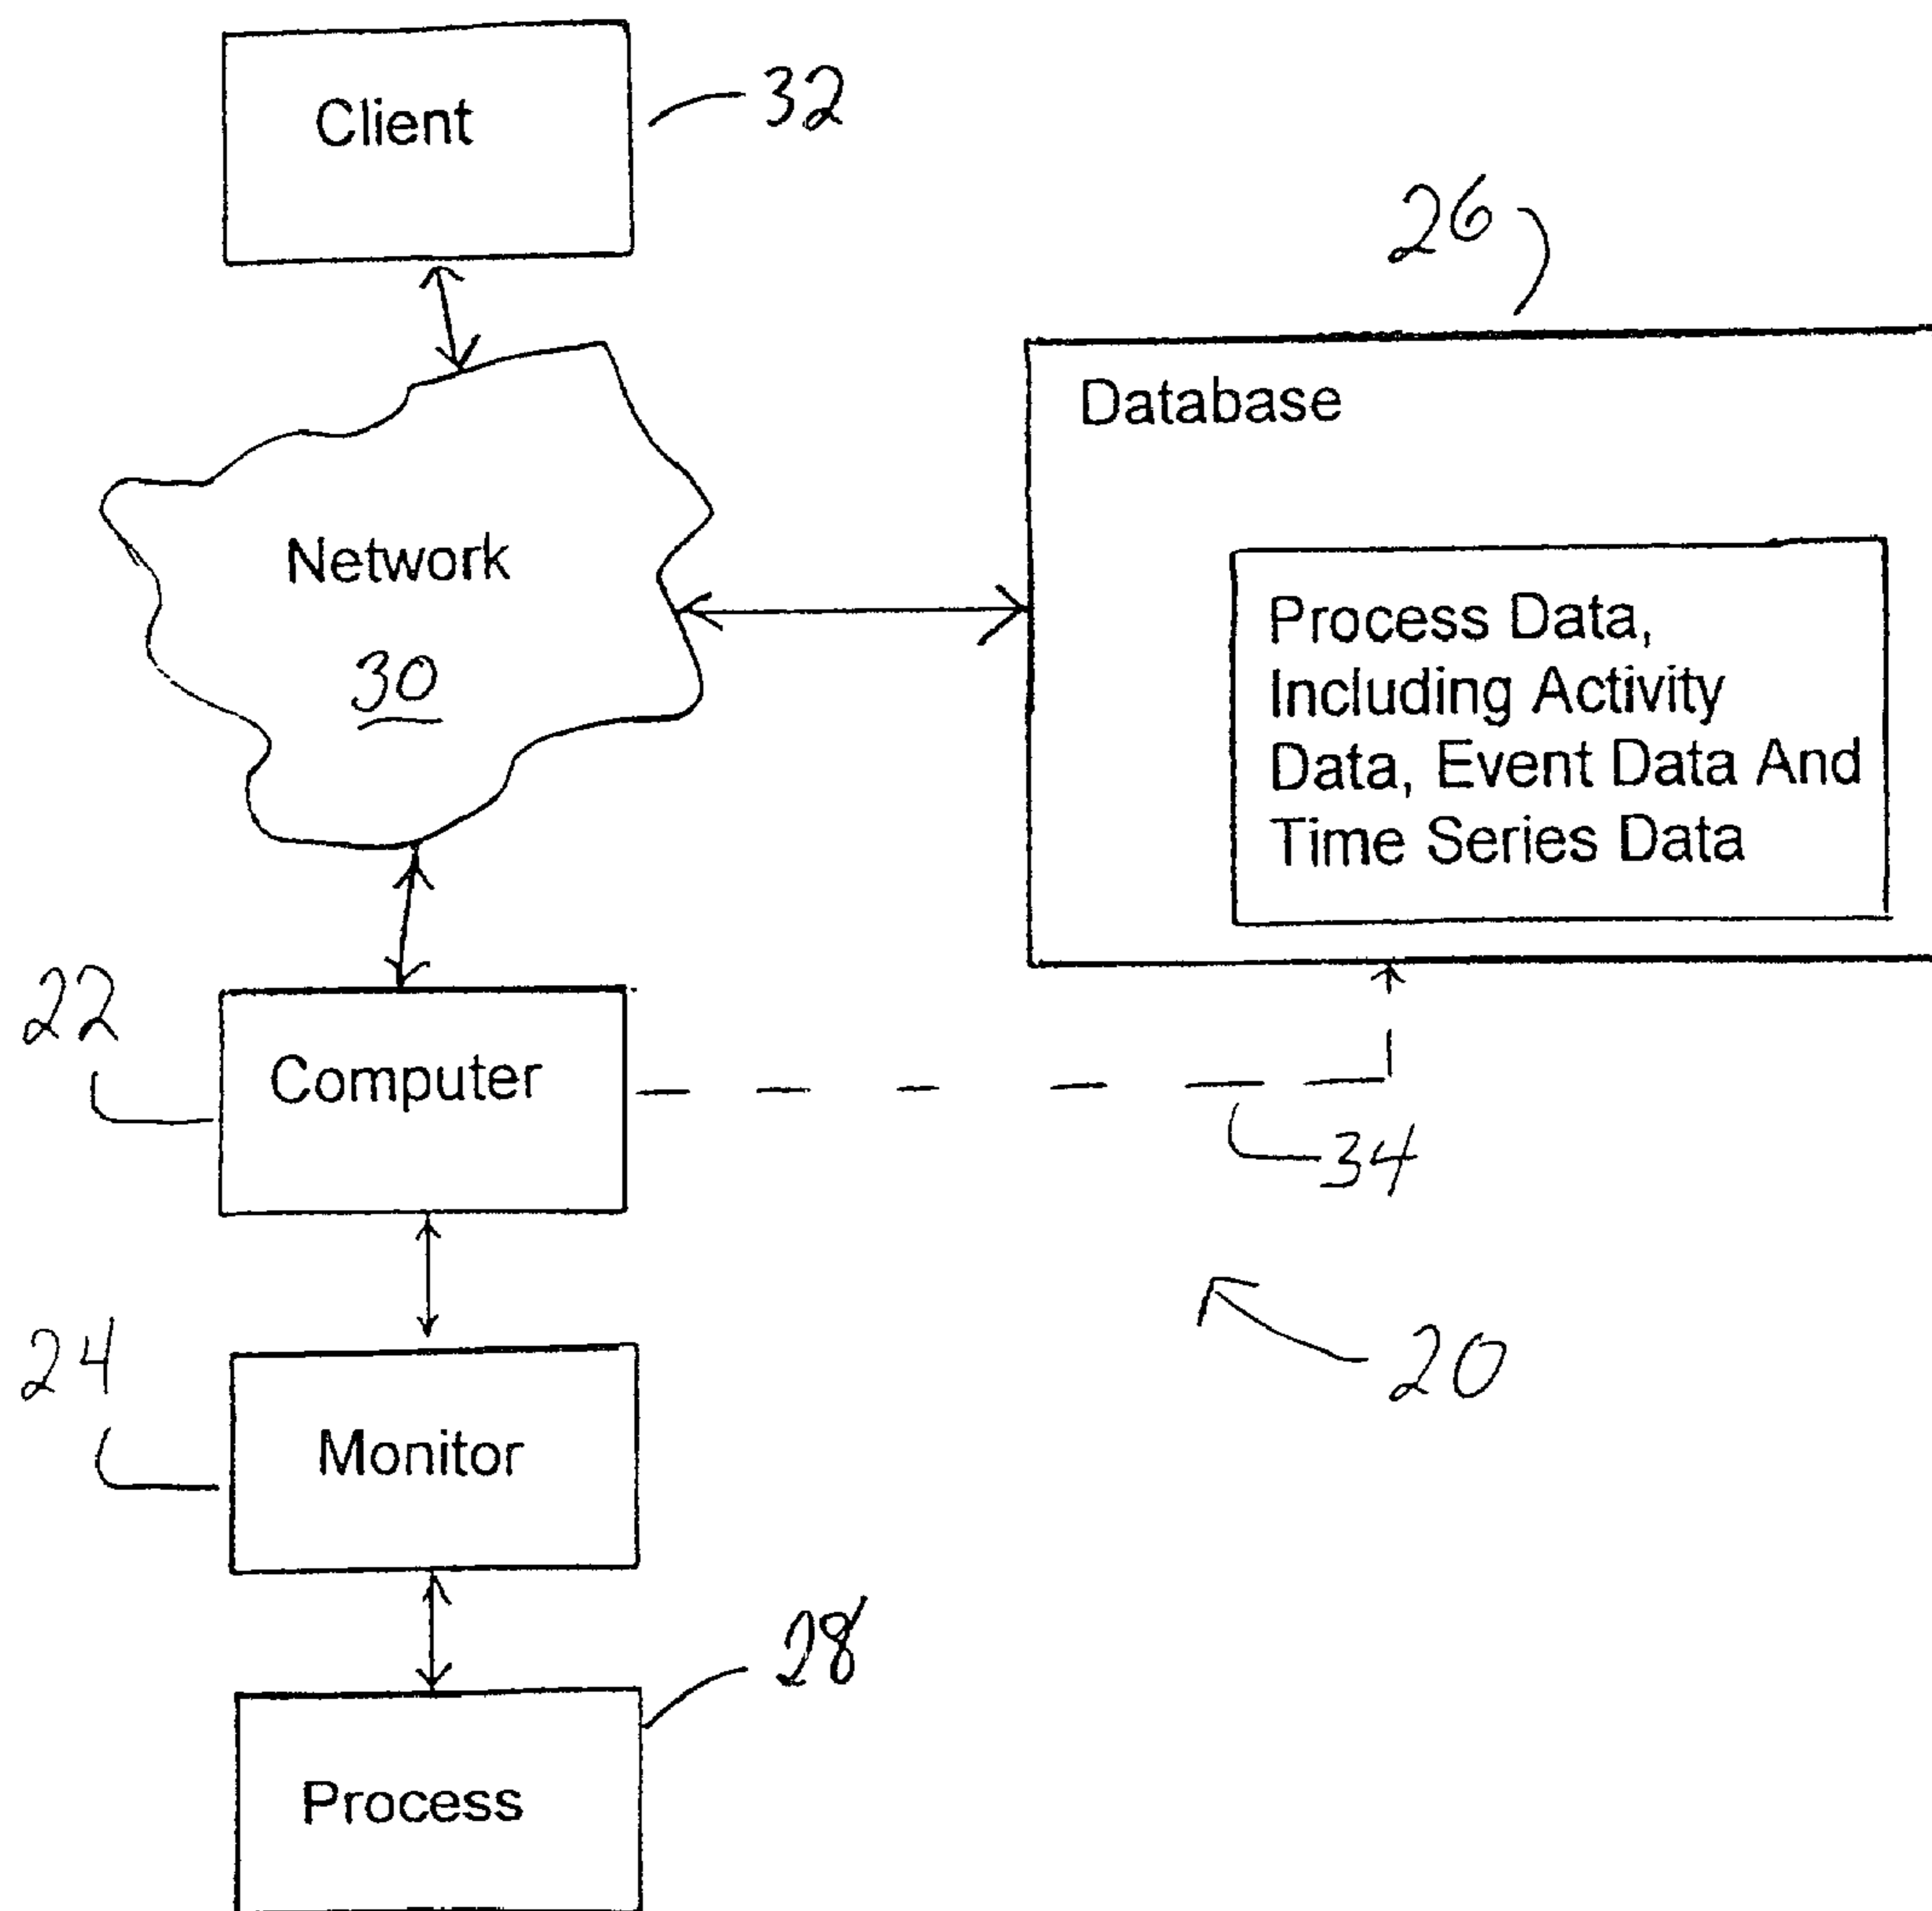 Client
32
26
Database
Network
30
Process Data,
Including Activity
Data, Event Data And
Time Series Data
22
Computer
34
20
24
Monitor
28
Process